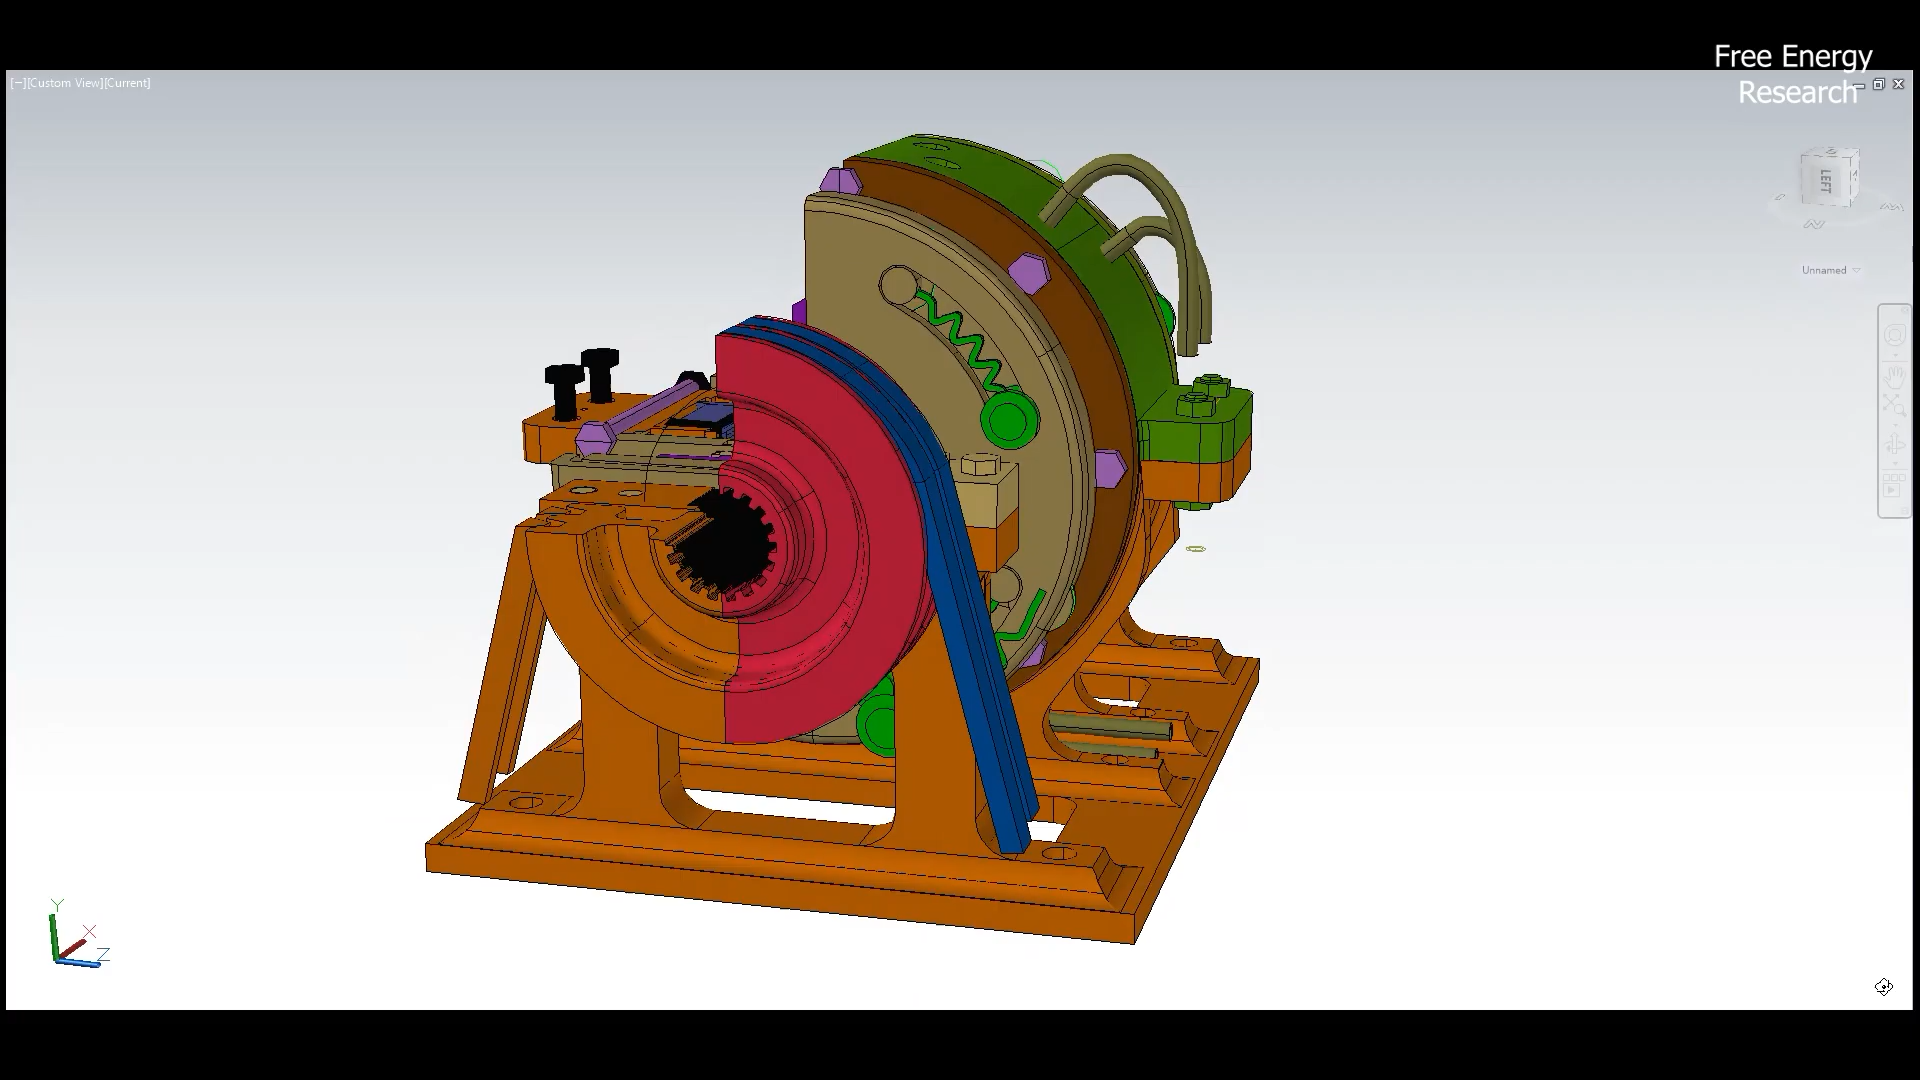 Free Energy
Research
[−][Custom View][Current]
LEFT
Unnamed
Y
X
Z